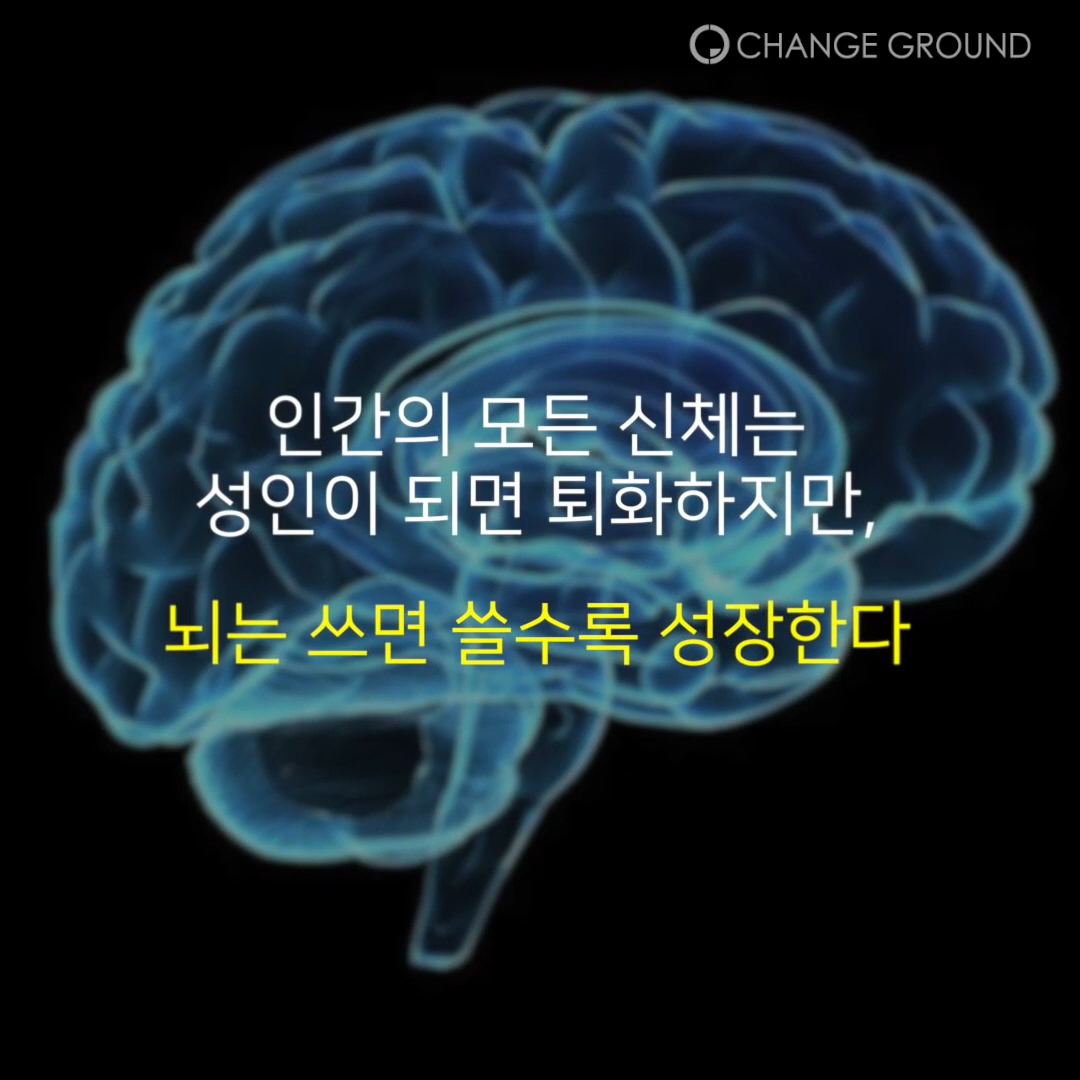 CHANGE GROUND
인간의 모든 신체는
성인이 되면 퇴화하지만,
뇌는 쓰면 쓸수록 성장한다